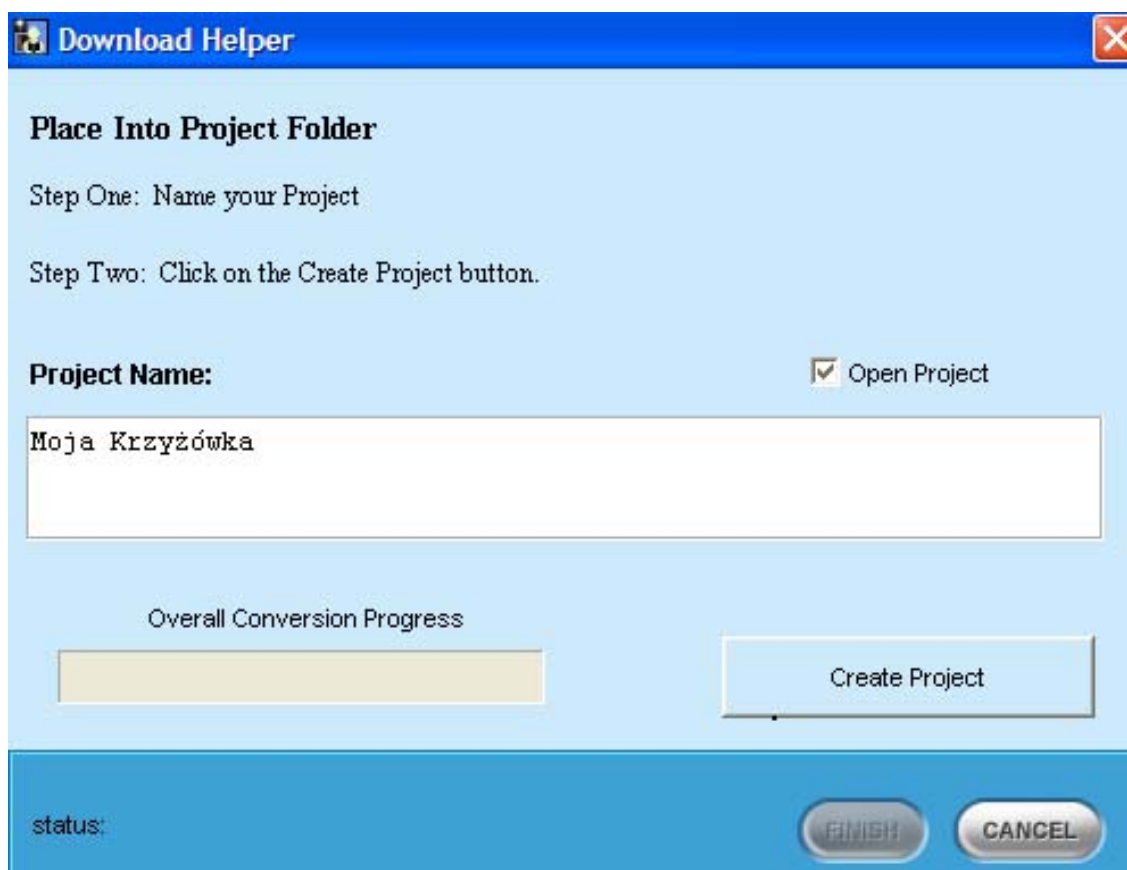 Download Helper
Place Into Project Folder
Step One: Name your Project
Step Two: Click on the Create Project button.
Project Name:
Open Project
Moja Krzyżówka
Overall Conversion Progress
Create Project
status:
FINISH
CANCEL